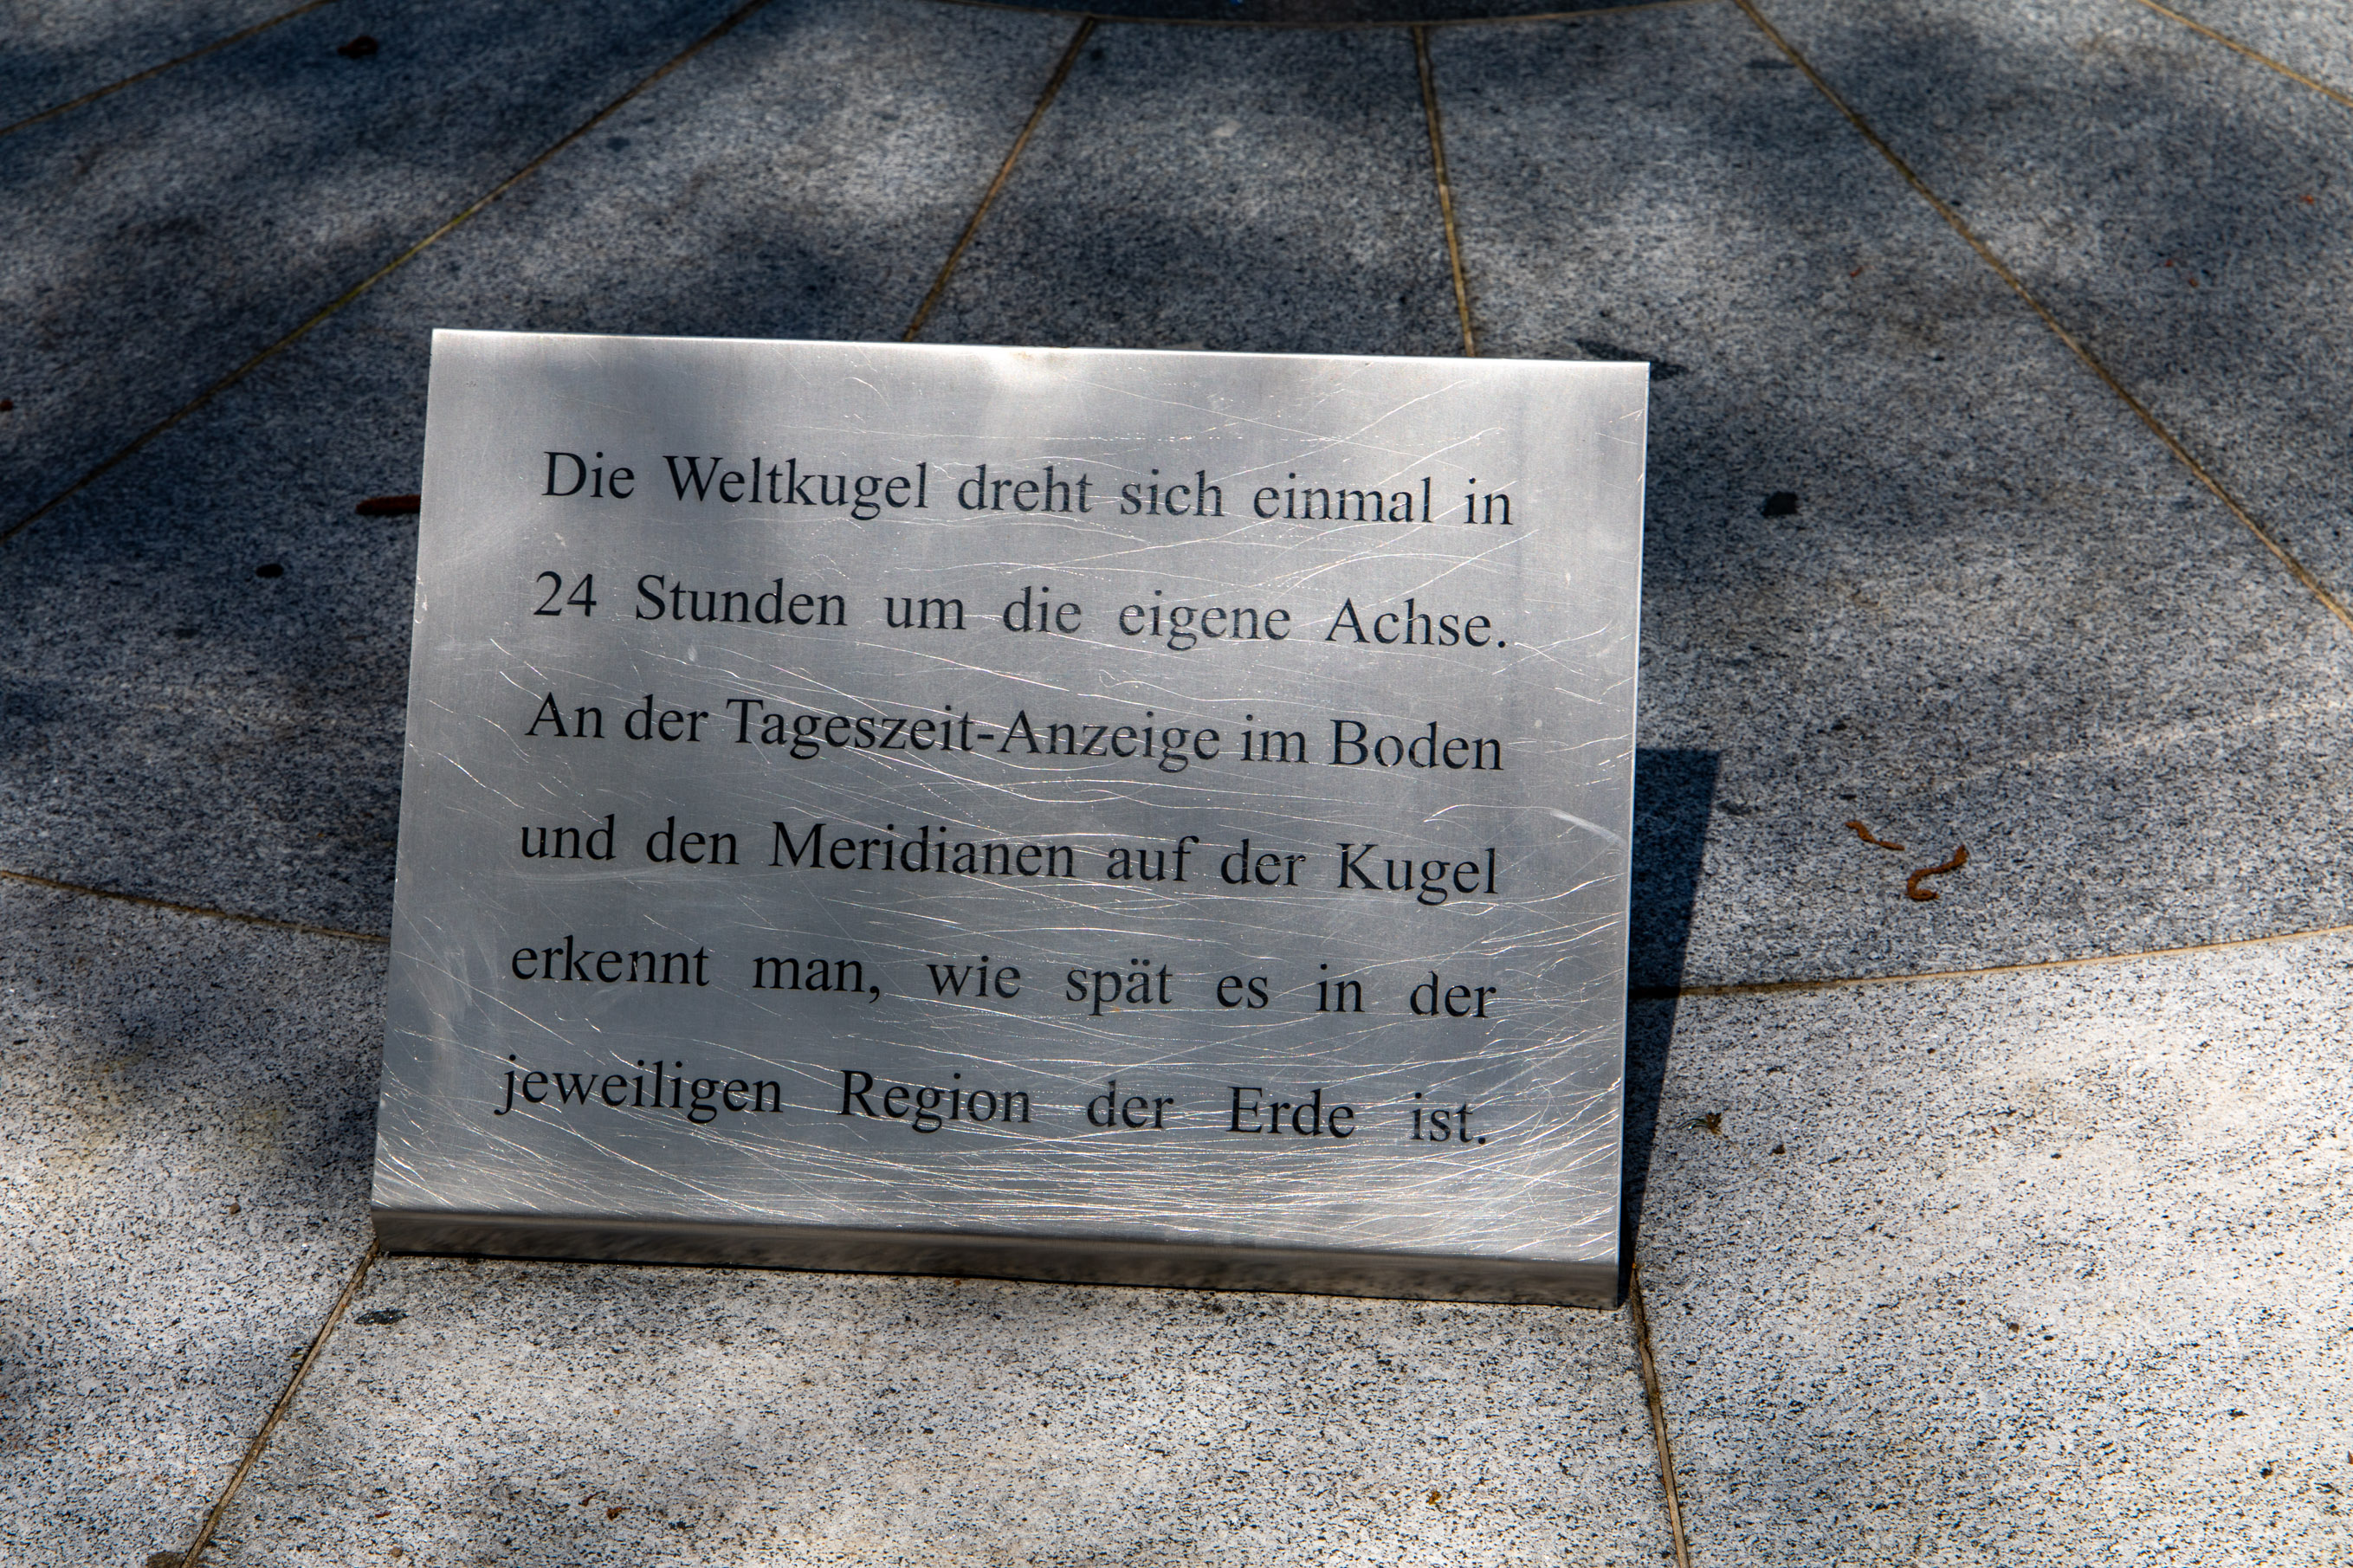 Die Weltkugel dreht sich einmal in
24 Stunden um die eigene Achse.
An der Tageszeit-Anzeige im Boden
und den Meridianen auf der Kugel
erkennt man, wie spät es in der
jeweiligen Region der Erde ist.